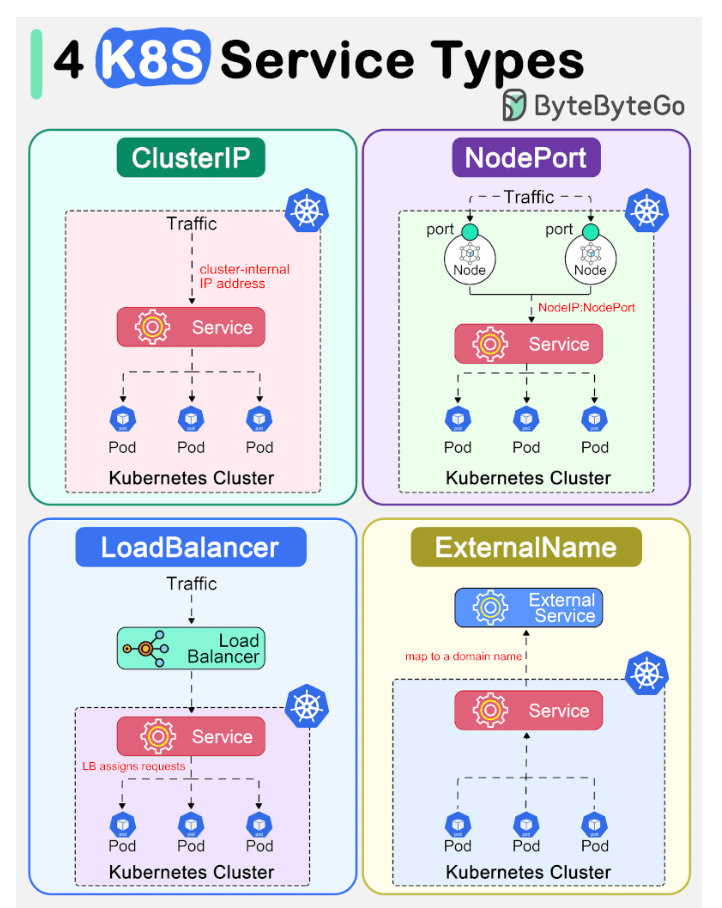 4 K8S Service Types
ByteByteGo
ClusterIP
Traffic
cluster-internal
IP address
Service
Pod Pod Pod
Kubernetes Cluster
NodePort
Traffic
port port
Node Node
NodeIP:NodePort
Service
Pod Pod Pod
Kubernetes Cluster
LoadBalancer
Traffic
Load
Balancer
Service
LB assigns requests
Pod Pod Pod
Kubernetes Cluster
ExternalName
External
Service
map to a domain name
Service
Pod Pod Pod
Kubernetes Cluster